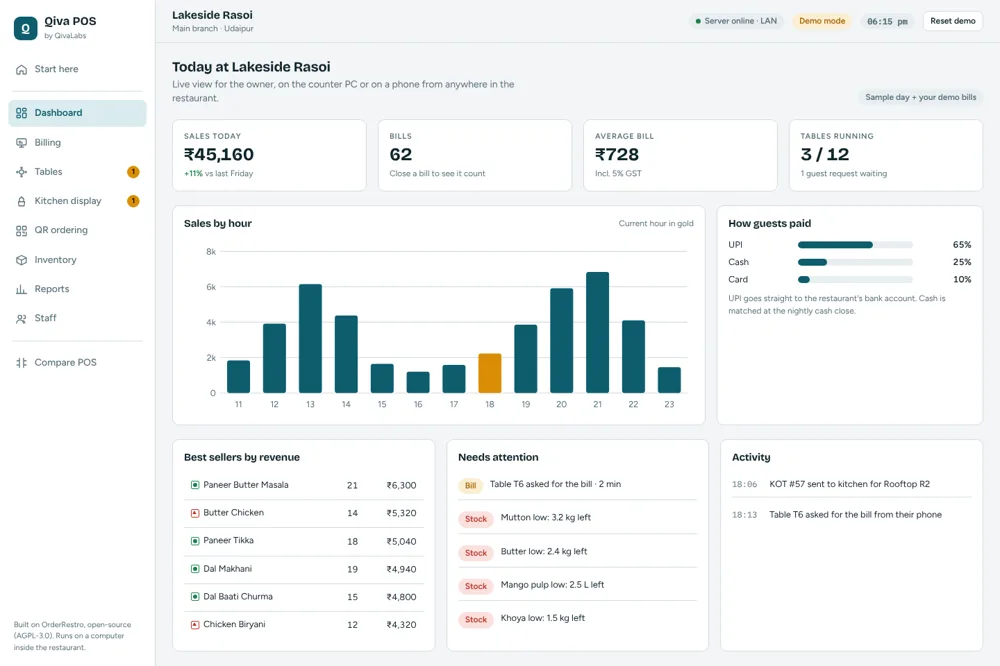 Q
Qiva POS
by QivaLabs
Start here
Dashboard
Billing
Tables 1
Kitchen display 1
QR ordering
Inventory
Reports
Staff
Compare POS
Built on OrderRestro, open-source
(AGPL-3.0). Runs on a computer
inside the restaurant.
Lakeside Rasoi
Main branch · Udaipur
Server online · LAN
Demo mode
06:15 pm
Reset demo
Today at Lakeside Rasoi
Live view for the owner, on the counter PC or on a phone from anywhere in the
restaurant.
Sample day + your demo bills
SALES TODAY
₹45,160
+11% vs last Friday
BILLS
62
Close a bill to see it count
AVERAGE BILL
₹728
Incl. 5% GST
TABLES RUNNING
3 / 12
1 guest request waiting
Sales by hour
Current hour in gold
8k
6k
4k
2k
0
11 12 13 14 15 16 17 18 19 20 21 22 23
How guests paid
UPI 65%
Cash 25%
Card 10%
UPI goes straight to the restaurant's bank account. Cash is
matched at the nightly cash close.
Best sellers by revenue
Paneer Butter Masala 21 ₹6,300
Butter Chicken 14 ₹5,320
Paneer Tikka 18 ₹5,040
Dal Makhani 19 ₹4,940
Dal Baati Churma 15 ₹4,800
Chicken Biryani 12 ₹4,320
Needs attention
Bill Table T6 asked for the bill · 2 min
Stock Mutton low: 3.2 kg left
Stock Butter low: 2.4 kg left
Stock Mango pulp low: 2.5 L left
Stock Khoya low: 1.5 kg left
Activity
18:06 KOT #57 sent to kitchen for Rooftop R2
18:13 Table T6 asked for the bill from their phone